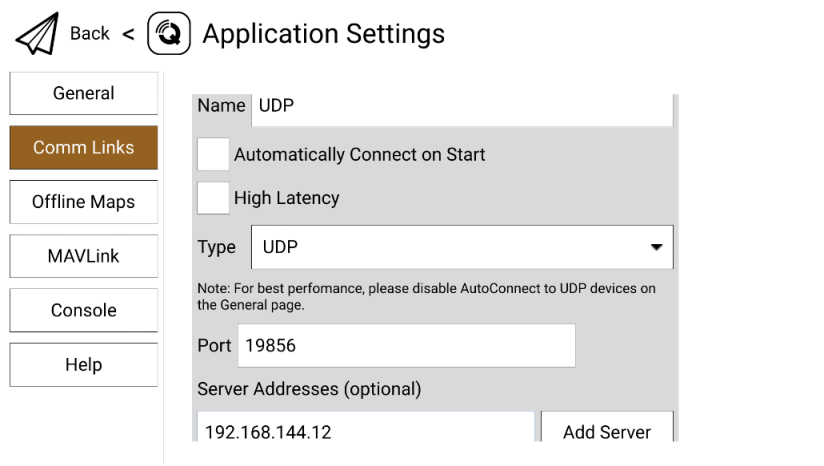 Back < Application Settings
General
Comm Links
Offline Maps
MAVLink
Console
Help
Name UDP
Automatically Connect on Start
High Latency
Type UDP
Note: For best perfomance, please disable AutoConnect to UDP devices on
the General page.
Port 19856
Server Addresses (optional)
192.168.144.12 Add Server